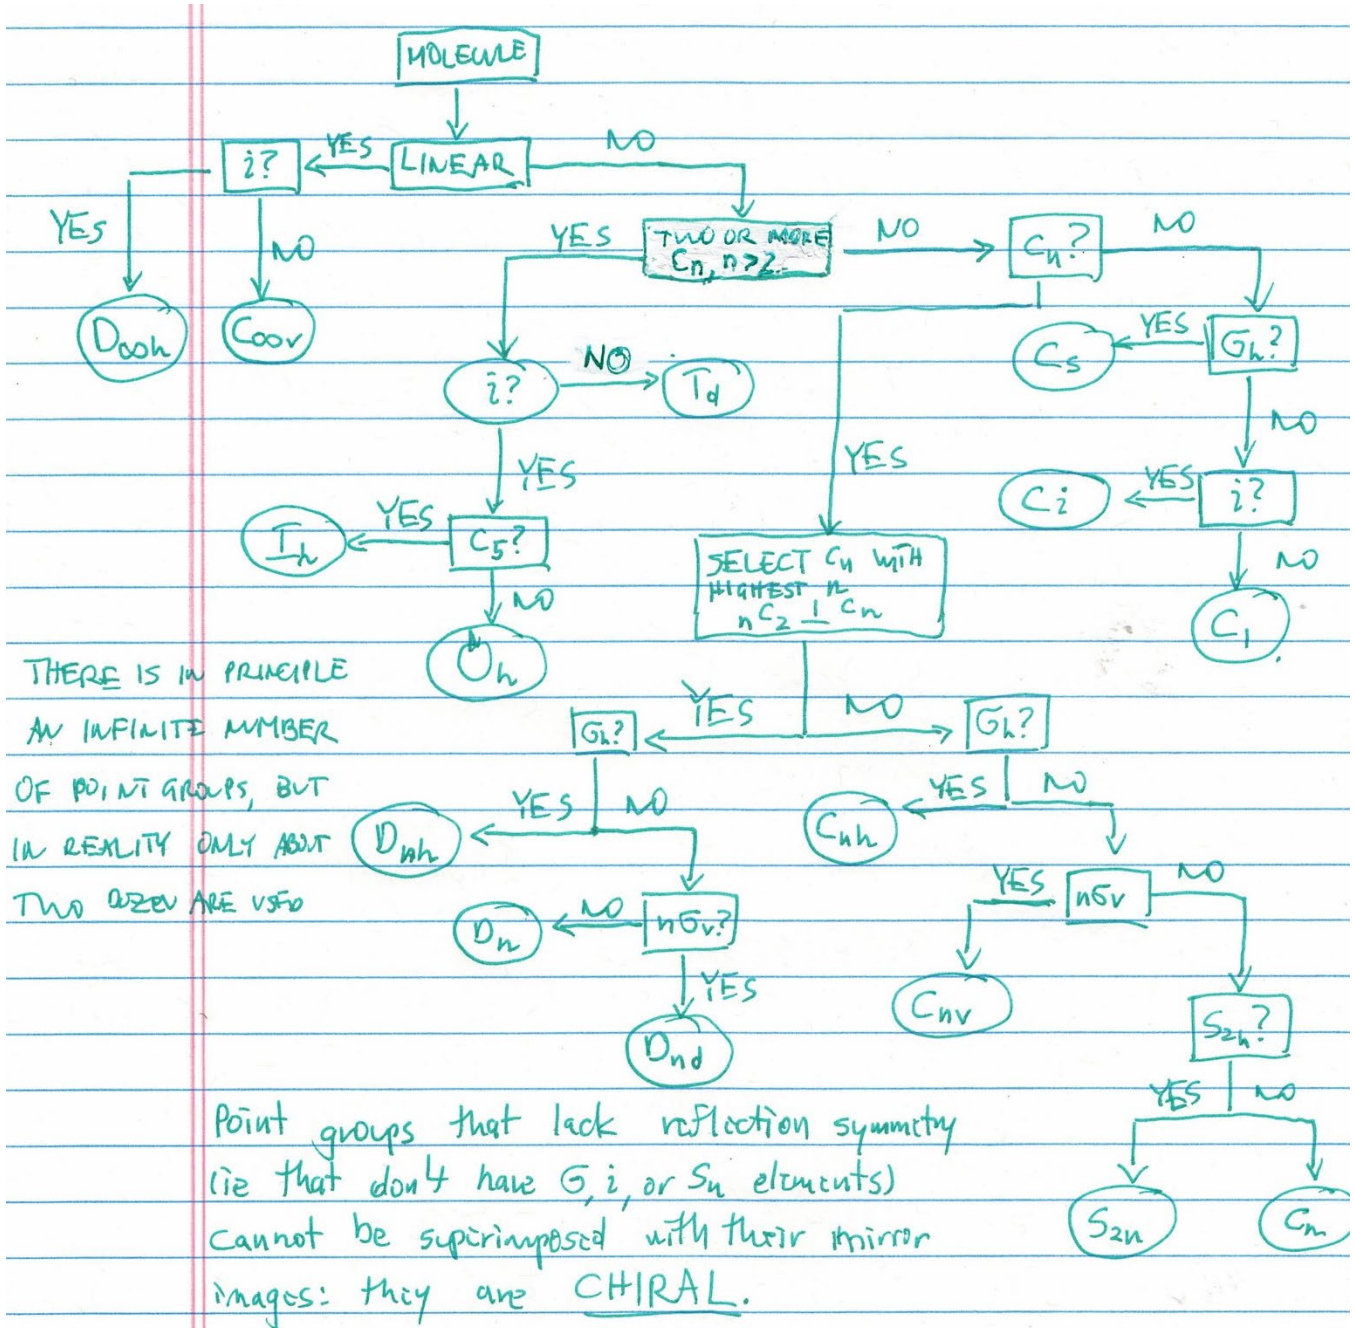 MOLECULE
i? YES LINEAR NO
YES NO
YES TWO OR MORE NO Cn? NO
Cn, n>2
D∞h C∞v
Cs YES σh?
i? NO Td
NO
YES YES
Ci YES i?
Ih YES C5?
NO
SELECT Cn WITH
HIGHEST n
nC2 ⊥ Cn
NO
Oh
C1
THERE IS IN PRINCIPLE
σh? YES NO σh?
AN INFINITE NUMBER
OF POINT GROUPS, BUT
YES NO YES NO
IN REALITY ONLY ABOUT
Dnh Cnh
TWO DOZEN ARE USED
Dn NO nσv? YES nσv NO
YES
Cnv
Dnd
S2n?
YES NO
S2n Cn
Point groups that lack reflection symmetry
(ie that don't have σ, i, or Sn elements)
cannot be superimposed with their mirror
images: they are CHIRAL.